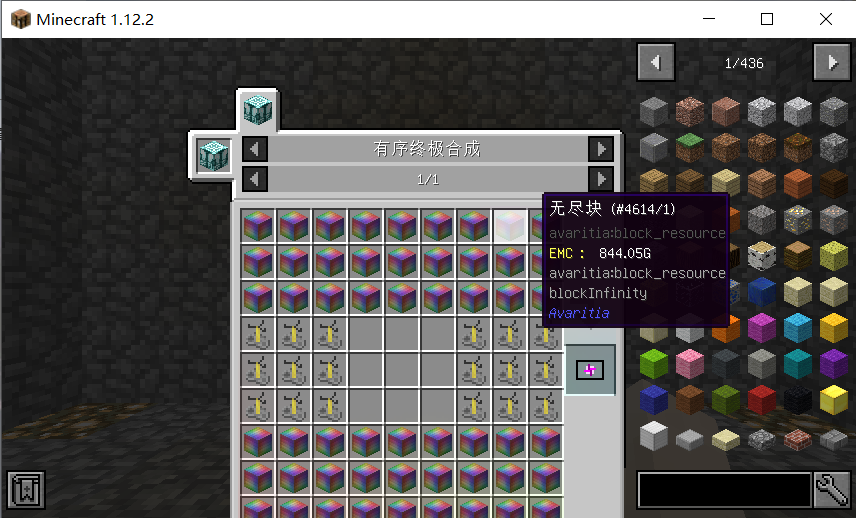 Minecraft 1.12.2
1/436
有序终极合成
1/1
无尽块 (#4614/1)
avaritia:block_resource
EMC： 844.05G
avaritia:block_resource
blockInfinity
Avaritia